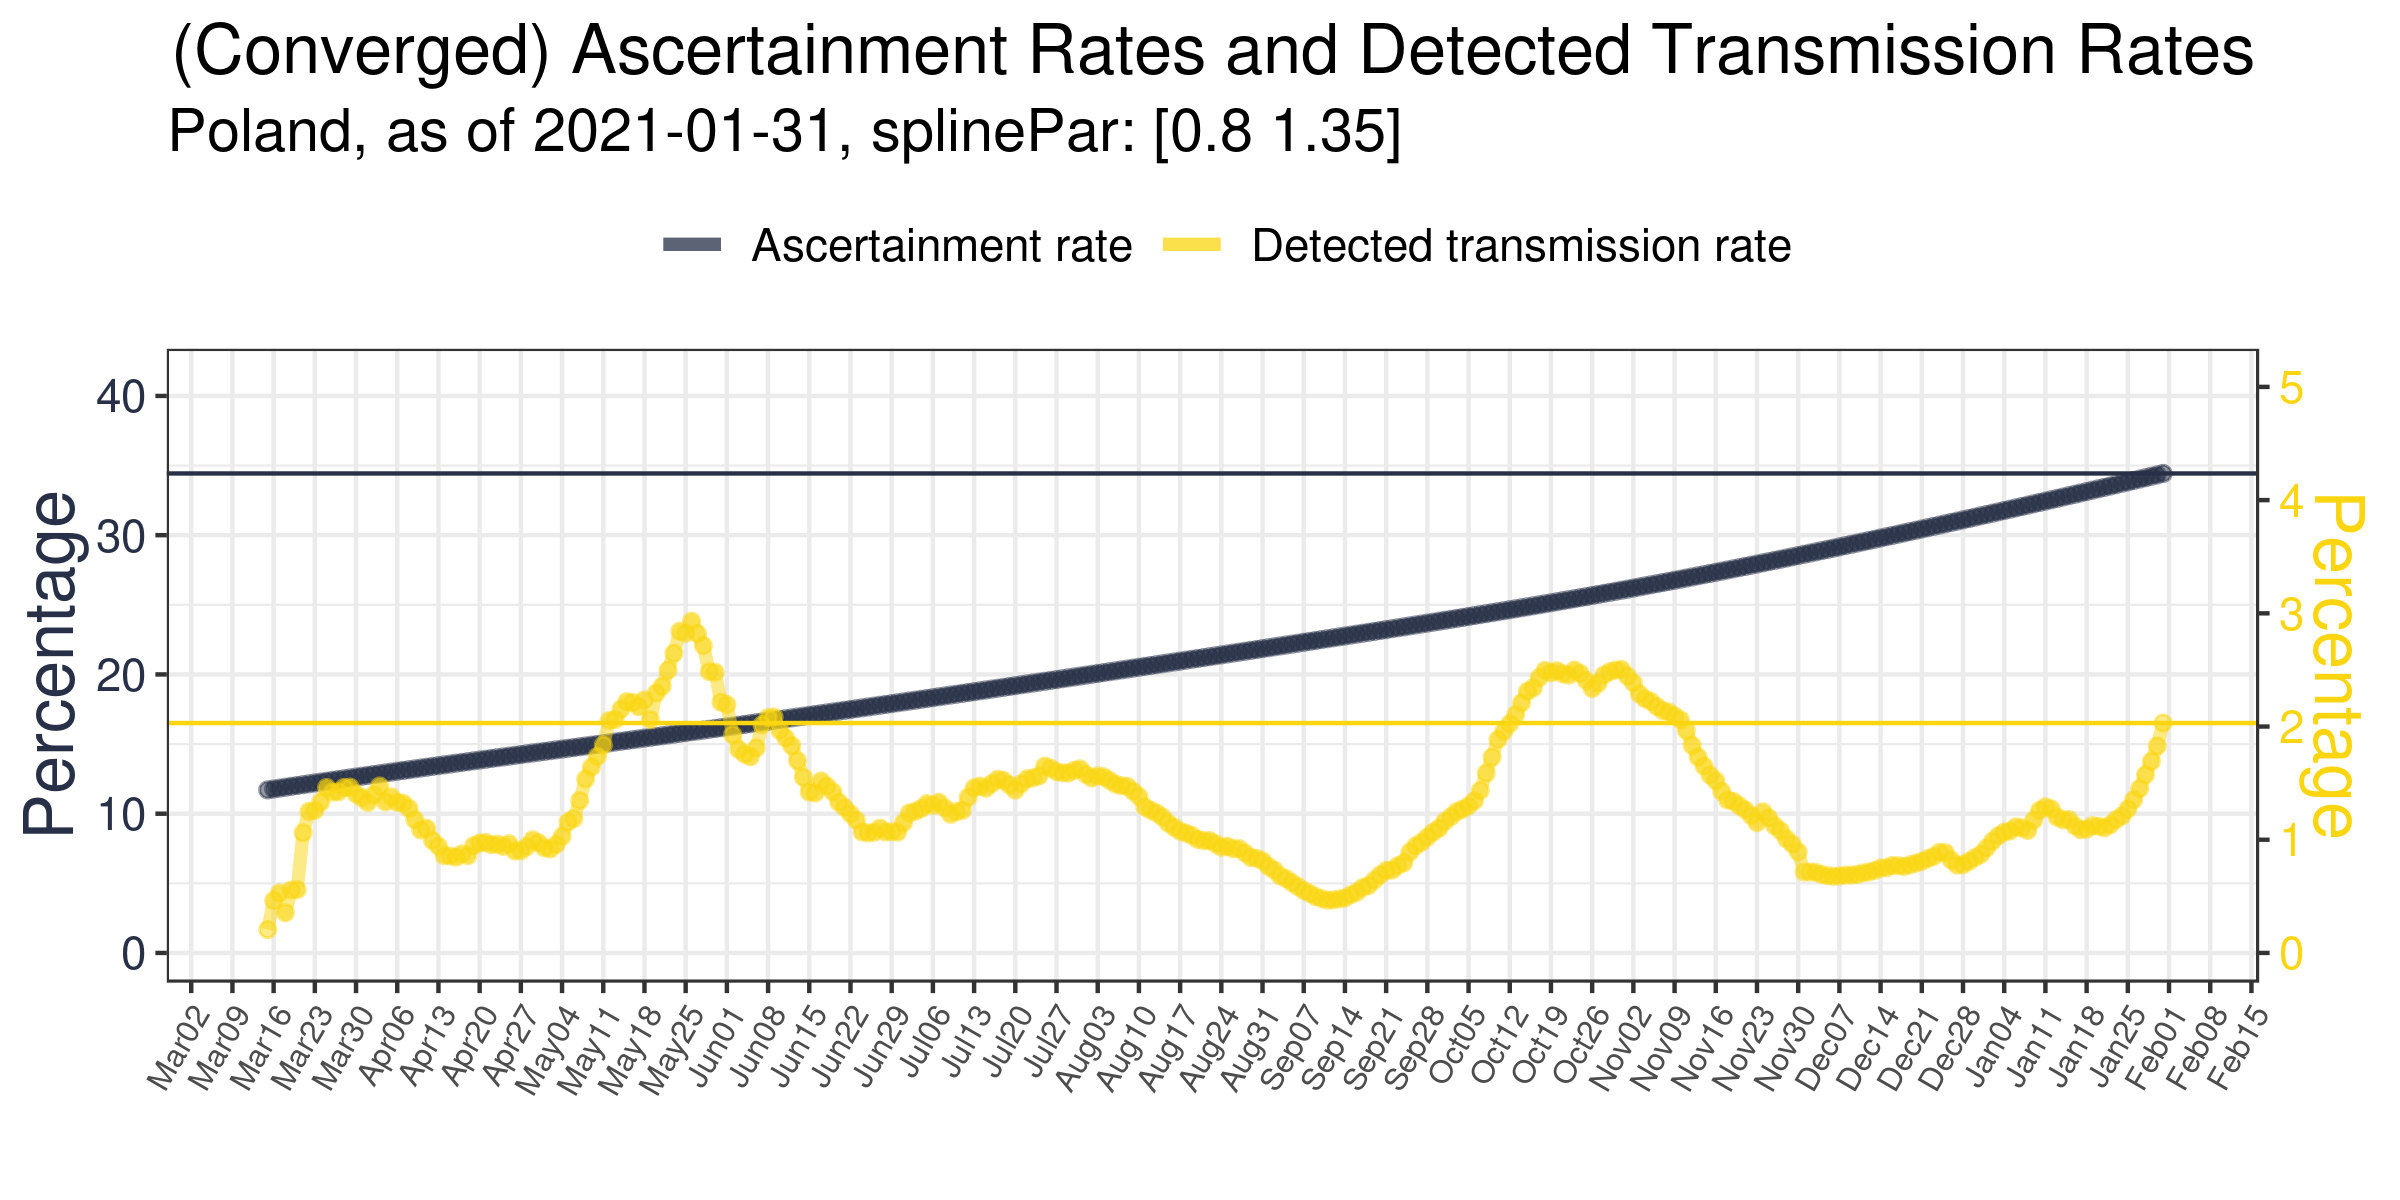 (Converged) Ascertainment Rates and Detected Transmission Rates
Poland, as of 2021-01-31, splinePar: [0.8 1.35]
Ascertainment rate Detected transmission rate
Percentage
40
30
20
10
0
5
4
3
2
1
0
Percentage
Mar02 Mar09 Mar16 Mar23 Mar30 Apr06 Apr13 Apr20 Apr27 May04 May11 May18 May25 Jun01 Jun08 Jun15 Jun22 Jun29 Jul06 Jul13 Jul20 Jul27 Aug03 Aug10 Aug17 Aug24 Aug31 Sep07 Sep14 Sep21 Sep28 Oct05 Oct12 Oct19 Oct26 Nov02 Nov09 Nov16 Nov23 Nov30 Dec07 Dec14 Dec21 Dec28 Jan04 Jan11 Jan18 Jan25 Feb01 Feb08 Feb15